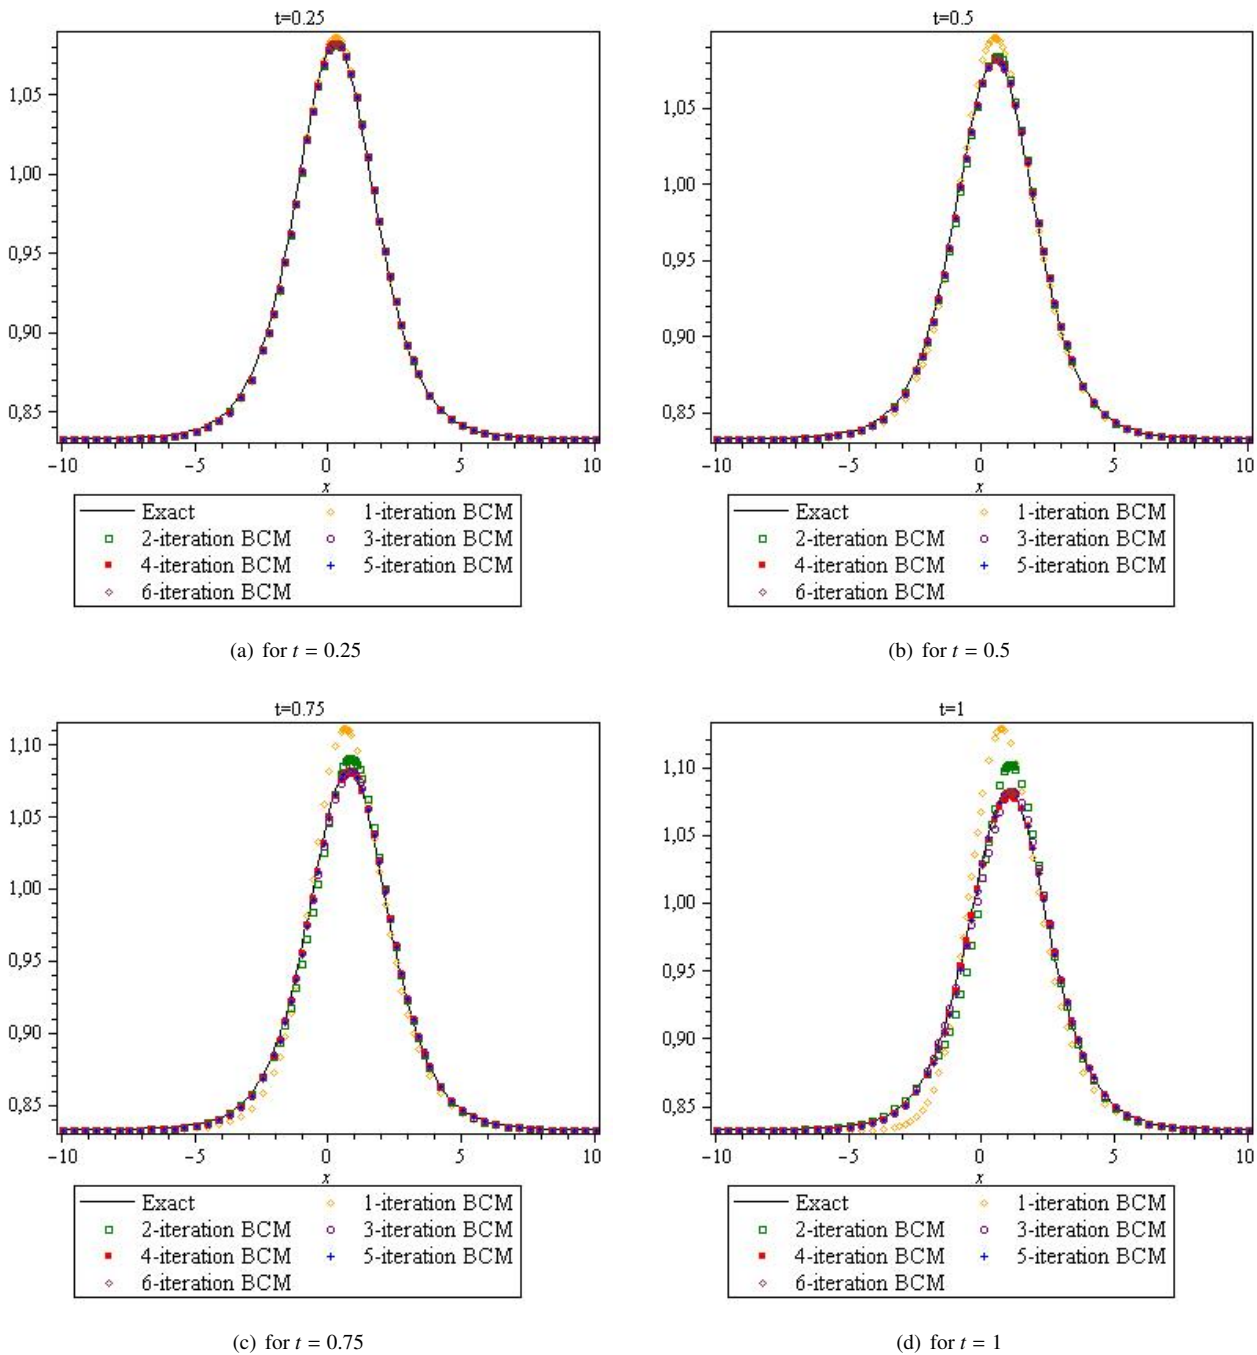 t=0.25
1,05
1,00
0,95
0,90
0,85
−10 −5 0 5 10
x
Exact 1-iteration BCM
2-iteration BCM 3-iteration BCM
4-iteration BCM 5-iteration BCM
6-iteration BCM
(a) for t = 0.25
t=0.5
1,05
1,00
0,95
0,90
0,85
−10 −5 0 5 10
x
Exact 1-iteration BCM
2-iteration BCM 3-iteration BCM
4-iteration BCM 5-iteration BCM
6-iteration BCM
(b) for t = 0.5
t=0.75
1,10
1,05
1,00
0,95
0,90
0,85
−10 −5 0 5 10
x
Exact 1-iteration BCM
2-iteration BCM 3-iteration BCM
4-iteration BCM 5-iteration BCM
6-iteration BCM
(c) for t = 0.75
t=1
1,10
1,05
1,00
0,95
0,90
0,85
−10 −5 0 5 10
x
Exact 1-iteration BCM
2-iteration BCM 3-iteration BCM
4-iteration BCM 5-iteration BCM
6-iteration BCM
(d) for t = 1